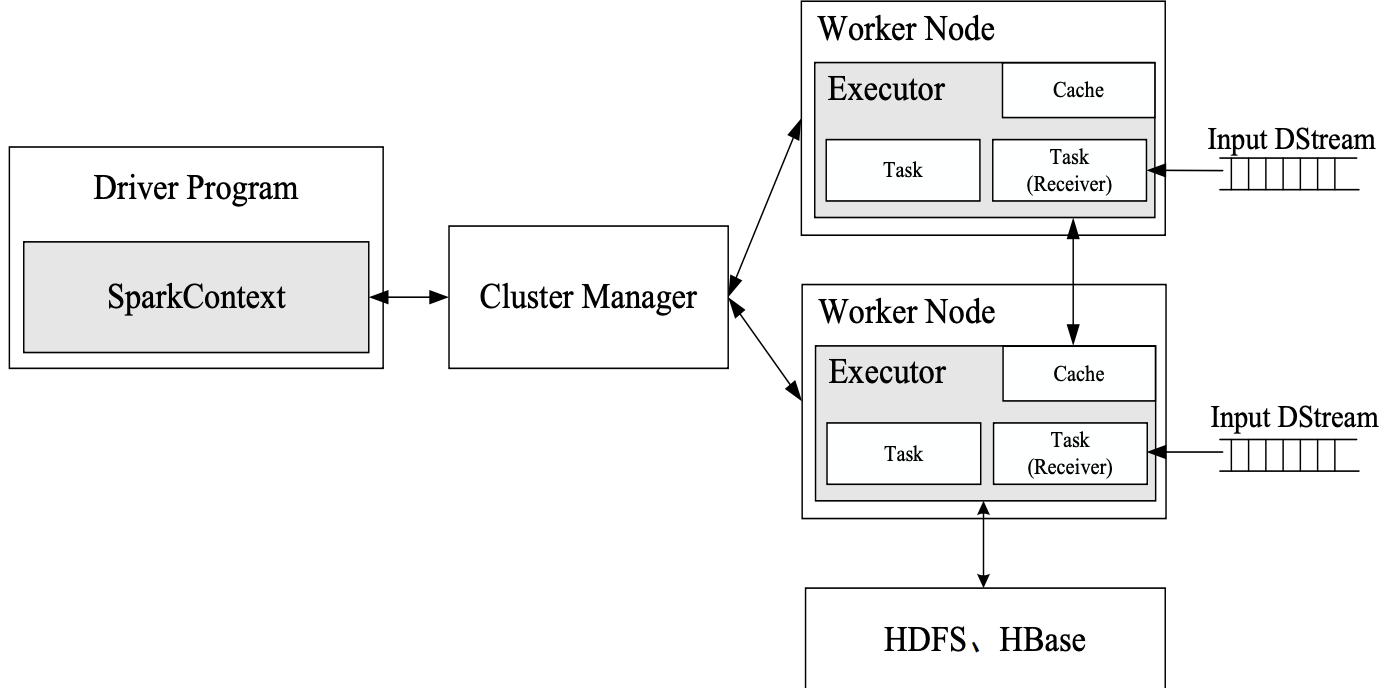 Driver Program
SparkContext
Cluster Manager
Worker Node
Executor
Cache
Task
Task
(Receiver)
Input DStream
Worker Node
Executor
Cache
Task
Task
(Receiver)
Input DStream
HDFS、HBase